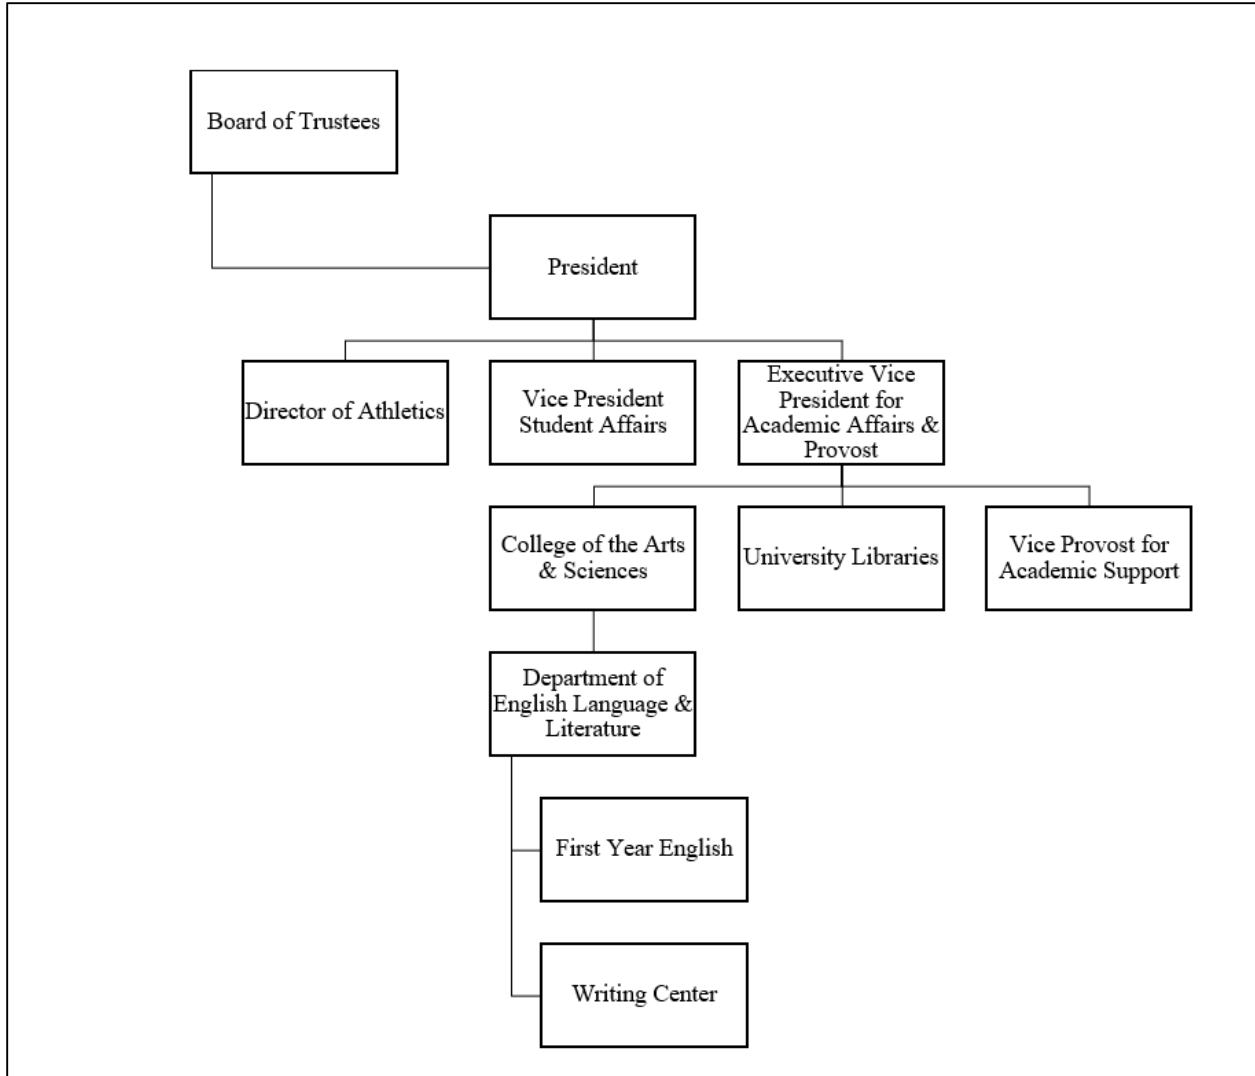 Board of Trustees
President
Director of Athletics
Vice President
Student Affairs
Executive Vice
President for
Academic Affairs &
Provost
College of the Arts
& Sciences
University Libraries
Vice Provost for
Academic Support
Department of
English Language &
Literature
First Year English
Writing Center